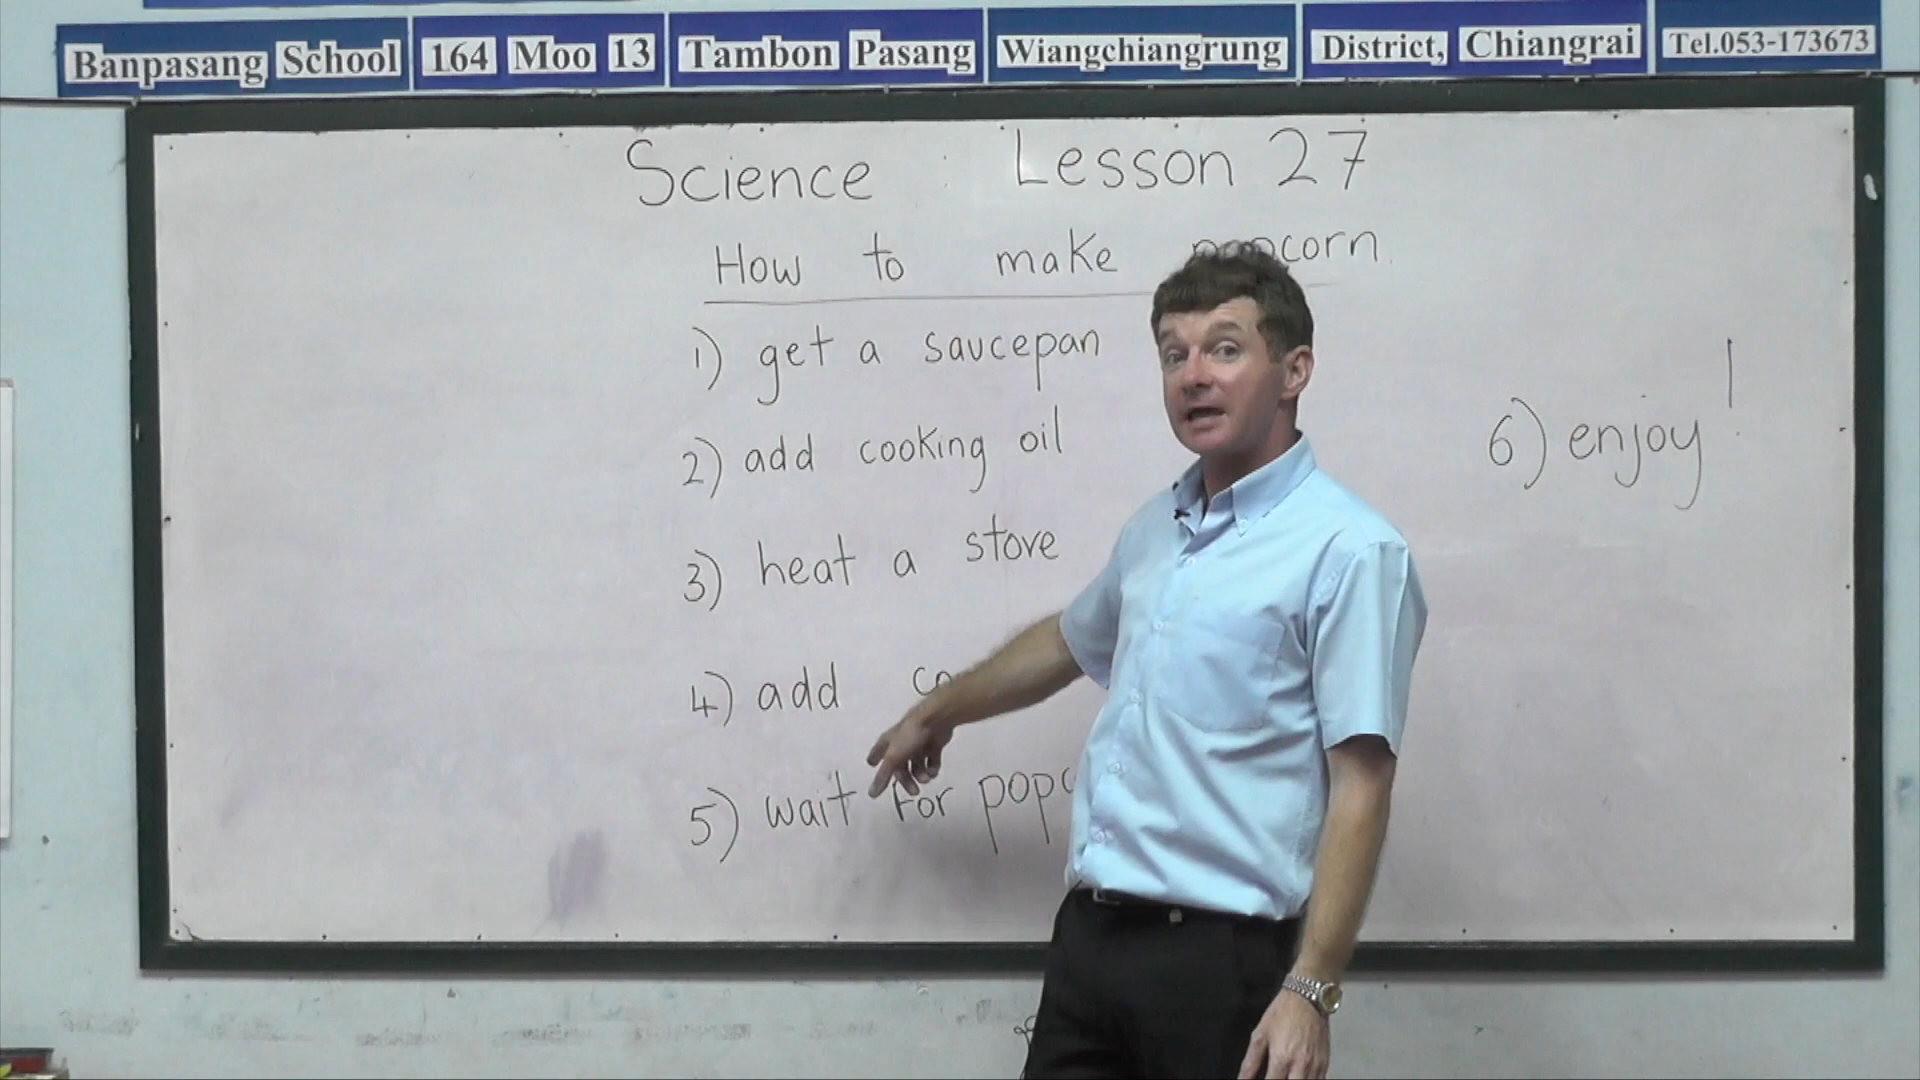 Banpasang School 164 Moo 13 Tambon Pasang Wiangchiangrung District, Chiangrai Tel.053-173673
Science : Lesson 27
How to make popcorn
1) get a saucepan
2) add cooking oil
3) heat a stove
4) add
5) wait for
6) enjoy!